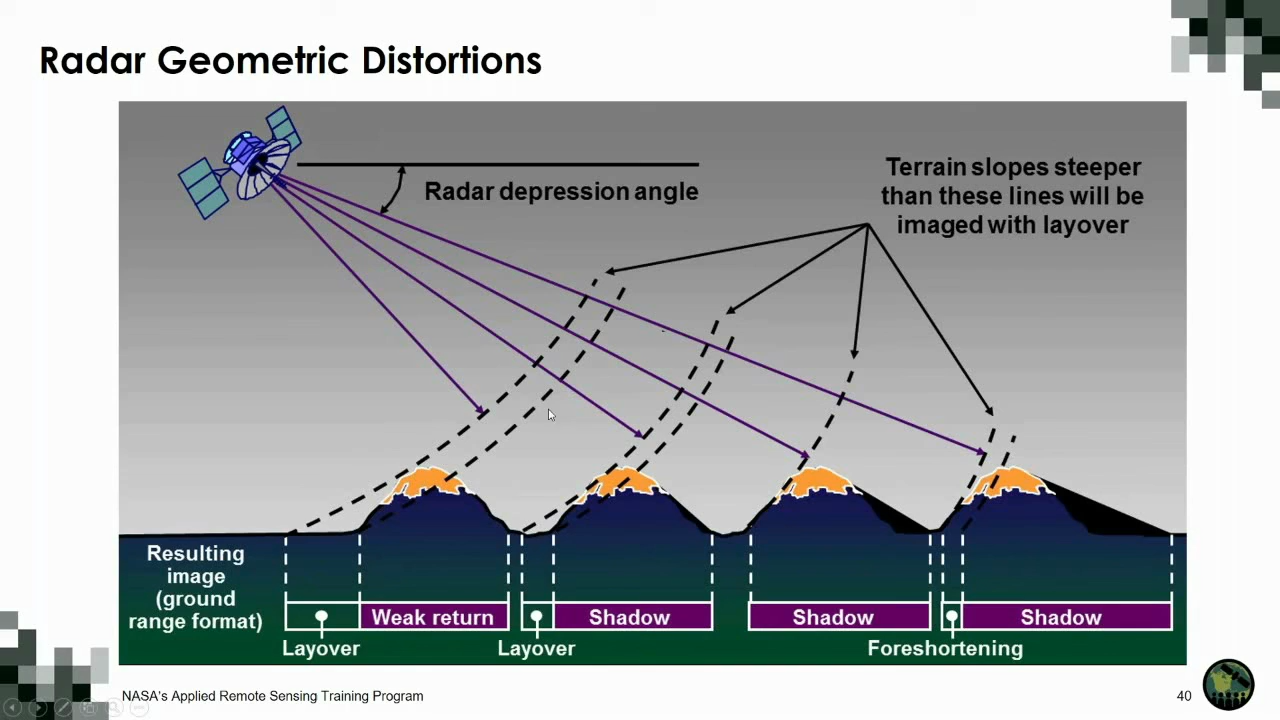 Radar Geometric Distortions
Radar depression angle
Terrain slopes steeper
than these lines will be
imaged with layover
Resulting
image
(ground
range format)
Weak return
Shadow
Shadow
Shadow
Layover
Layover
Foreshortening
NASA's Applied Remote Sensing Training Program
40